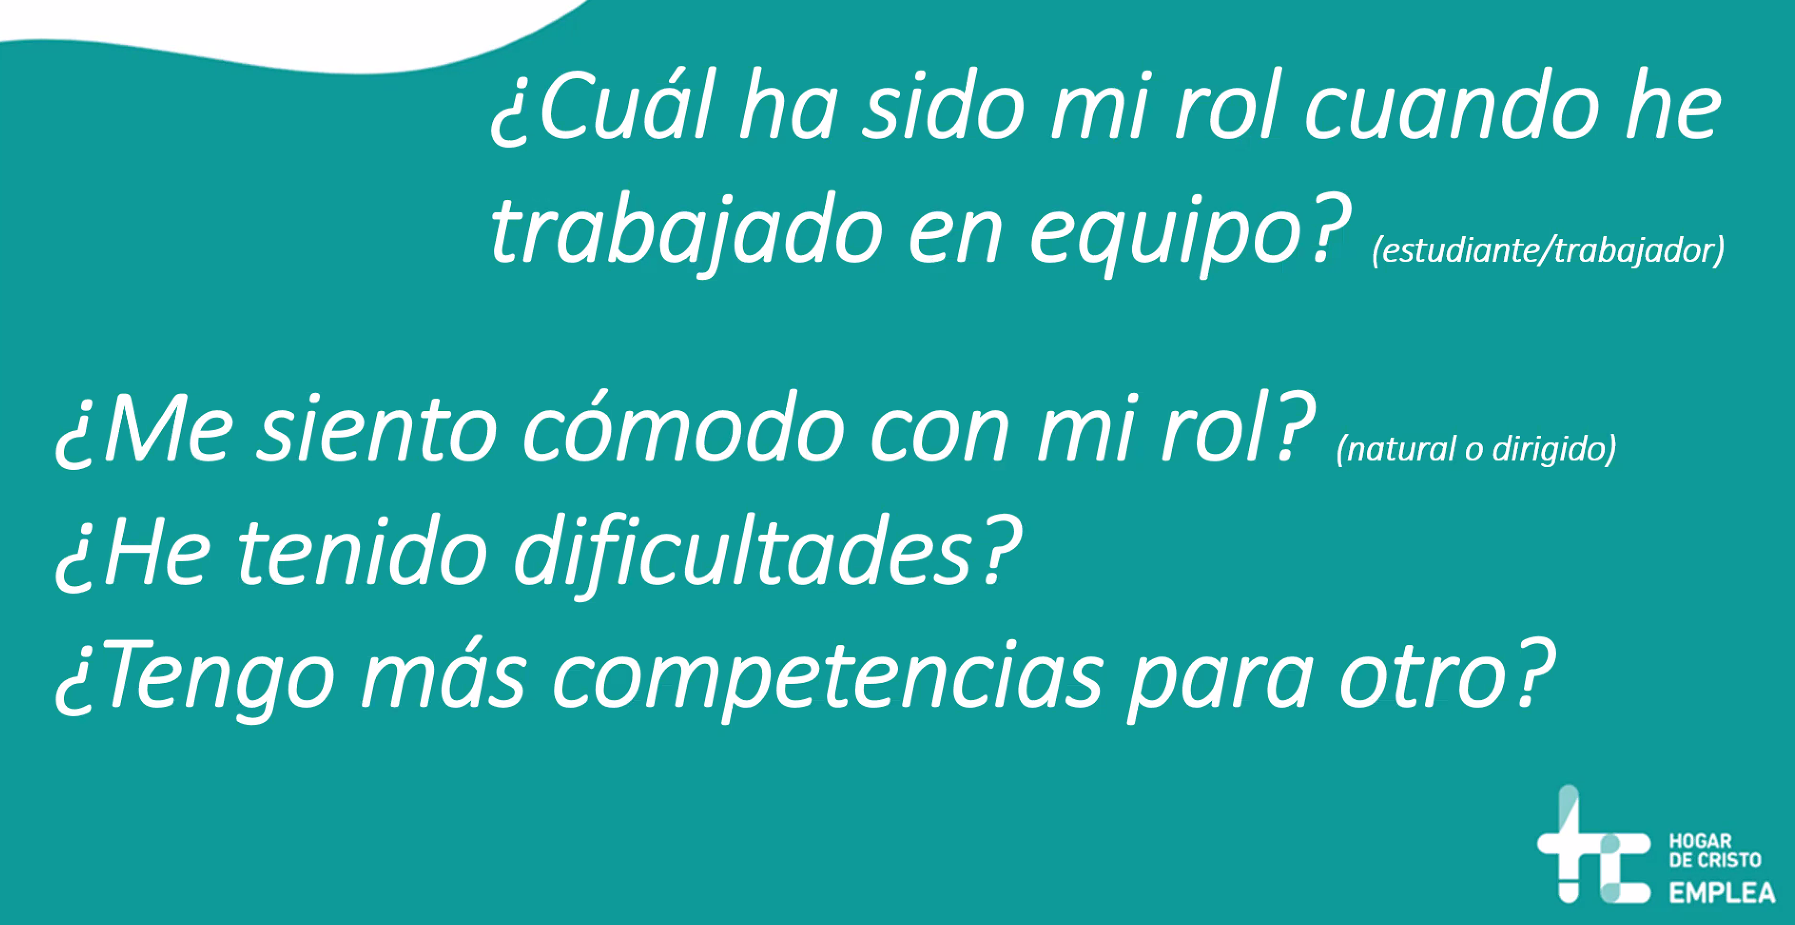 ¿Cuál ha sido mi rol cuando he
trabajado en equipo? (estudiante/trabajador)
¿Me siento cómodo con mi rol? (natural o dirigido)
¿He tenido dificultades?
¿Tengo más competencias para otro?
HOGAR
DE CRISTO
EMPLEA